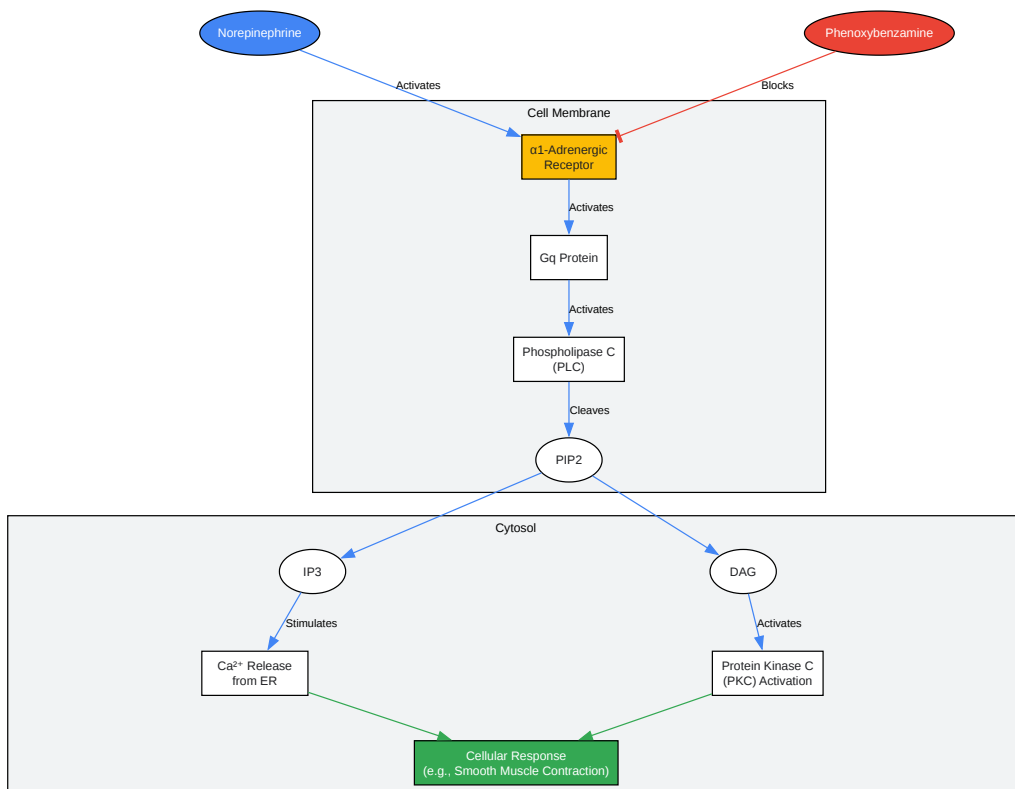 Norepinephrine
Phenoxybenzamine
Activates
Blocks
Cell Membrane
α1-Adrenergic
Receptor
Activates
Gq Protein
Activates
Phospholipase C
(PLC)
Cleaves
PIP2
Cytosol
IP3
DAG
Stimulates
Activates
Ca²⁺ Release
from ER
Protein Kinase C
(PKC) Activation
Cellular Response
(e.g., Smooth Muscle Contraction)